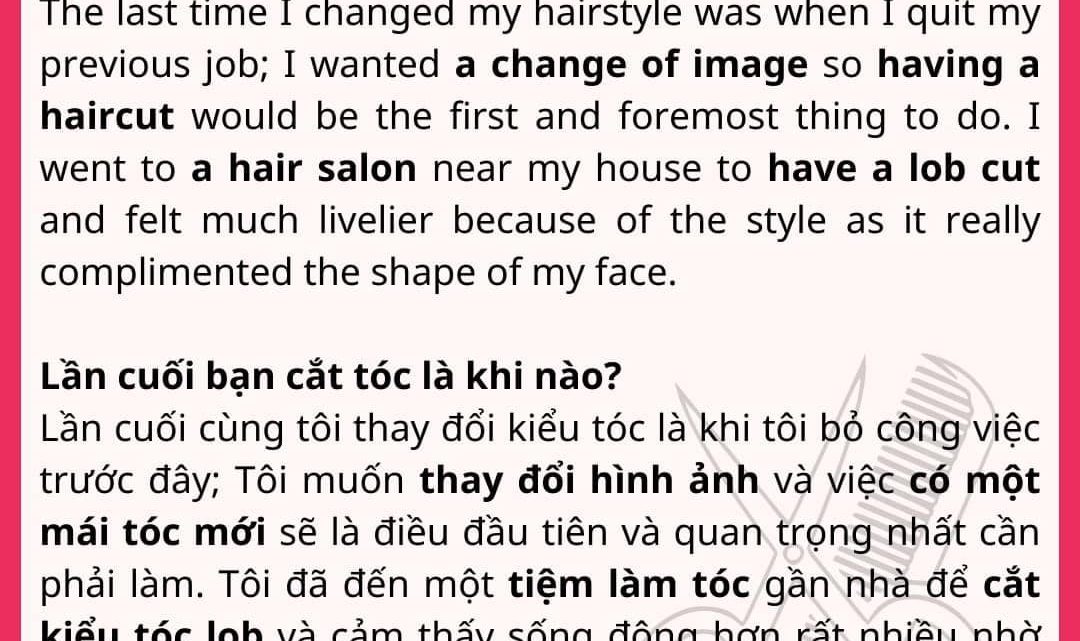 The last time I changed my hairstyle was when I quit my
previous job; I wanted a change of image so having a
haircut would be the first and foremost thing to do. I
went to a hair salon near my house to have a lob cut
and felt much livelier because of the style as it really
complimented the shape of my face.
Lần cuối bạn cắt tóc là khi nào?
Lần cuối cùng tôi thay đổi kiểu tóc là khi tôi bỏ công việc
trước đây; Tôi muốn thay đổi hình ảnh và việc có một
mái tóc mới sẽ là điều đầu tiên và quan trọng nhất cần
phải làm. Tôi đã đến một tiệm làm tóc gần nhà để cắt
kiểu tóc lob và cảm thấy sống động hơn rất nhiều nhờ